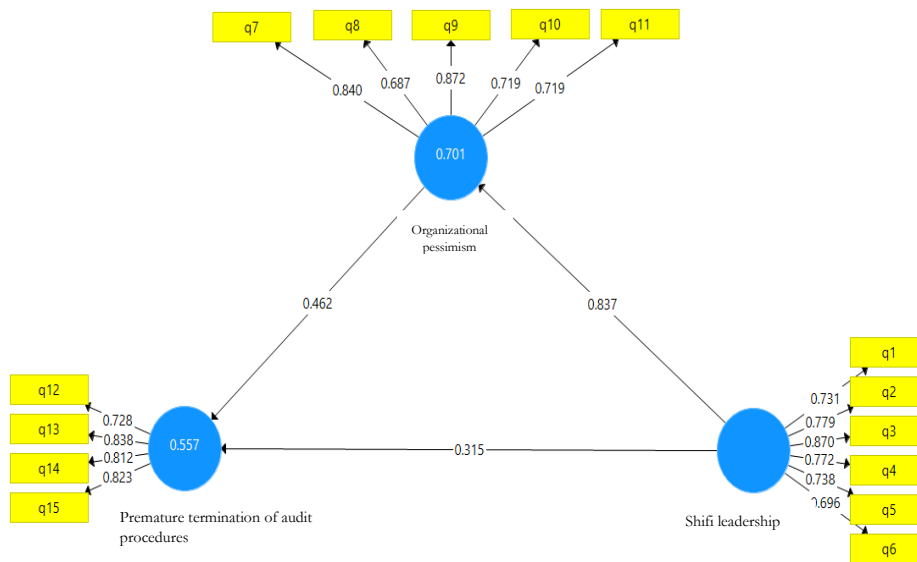 q7
q8
q9
q10
q11
0.840
0.687
0.872
0.719
0.719
0.701
Organizational
pessimism
0.462
0.837
q12
q13
q14
q15
0.728
0.838
0.812
0.823
0.557
0.315
Premature termination of audit
procedures
Shifi leadership
0.731
0.779
0.870
0.772
0.738
0.696
q1
q2
q3
q4
q5
q6